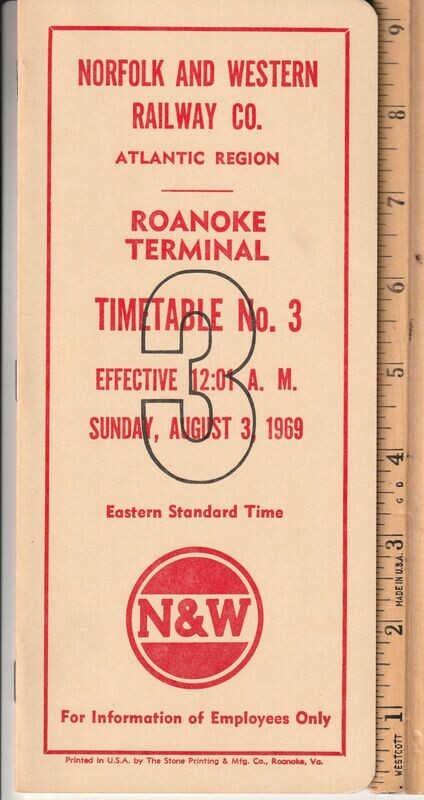 NORFOLK AND WESTERN
RAILWAY CO.
ATLANTIC REGION
ROANOKE
TERMINAL
TIMETABLE No. 3
3
EFFECTIVE 12:01 A. M.
SUNDAY, AUGUST 3, 1969
Eastern Standard Time
N&W
For Information of Employees Only
Printed in U.S.A. by The Stone Printing & Mfg. Co., Roanoke, Va.
9
8
7
6
5
4
G D
3
MADE IN U.S.A.
2
1
WESTCOTT